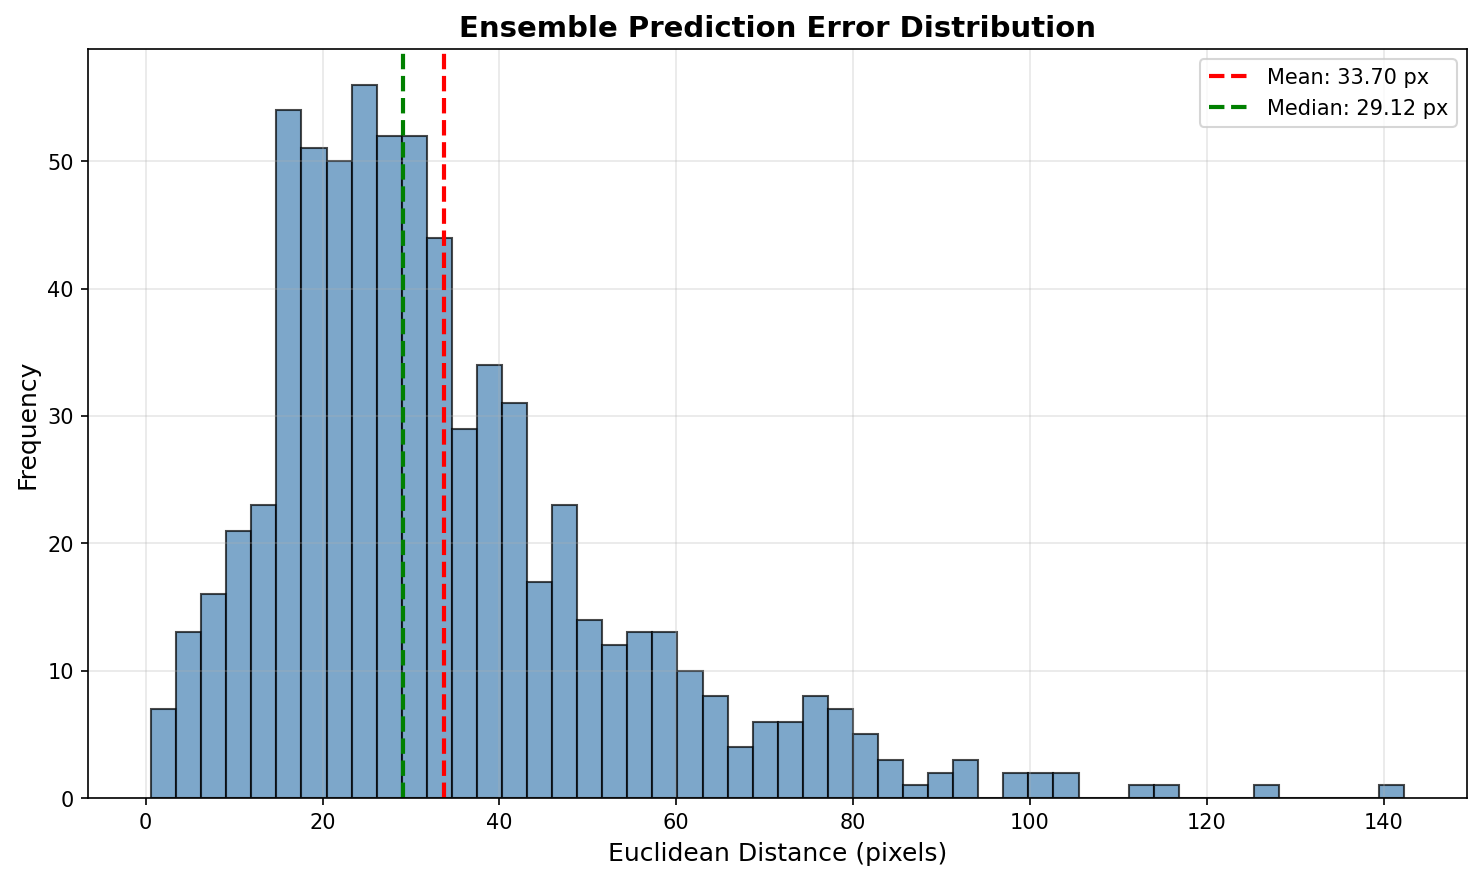 Ensemble Prediction Error Distribution
Mean: 33.70 px
Median: 29.12 px
Frequency
50
40
30
20
10
0
0 20 40 60 80 100 120 140
Euclidean Distance (pixels)